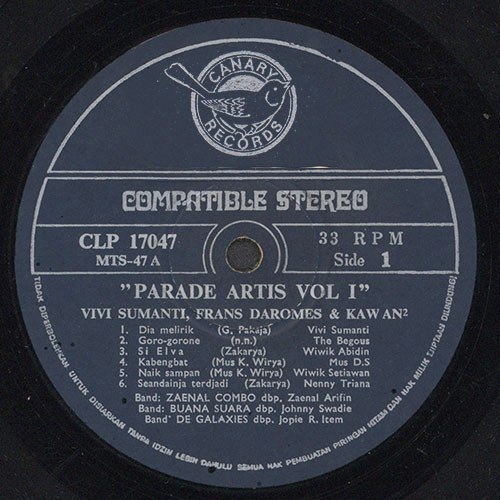 CANARY
RECORDS
COMPATIBLE STEREO
CLP 17047
MTS-47 A
33 RPM
Side 1
"PARADE ARTIS VOL I"
VIVI SUMANTI, FRANS DAROMES & KAWAN²
1. Dia melirik (G. Pakaja) Vivi Sumanti
2. Goro-gorone (n.n.) The Begous
3. Si Elva (Zakarya) Wiwik Abidin
4. Kabengbat (Mus K. Wirya) Mus D.S
5. Naik sampan (Mus K. Wirya) Wiwik Setiawan
6. Seandainja terdjadi (Zakarya) Nenny Triana
Band: ZAENAL COMBO dbp. Zaenal Arifin
Band: BUANA SUARA dbp. Johnny Swadie
Band' DE GALAXIES dbp. Jopie R. Item
TIDAK DIPERBOLEHKAN UNTUK DISIARKAN TANPA IDZIN LEBIH DAHULU SEMUA HAK PEMBUATAN PIRINGAN HITAM DAN HAK TJIPTAAN DILINDUNGI